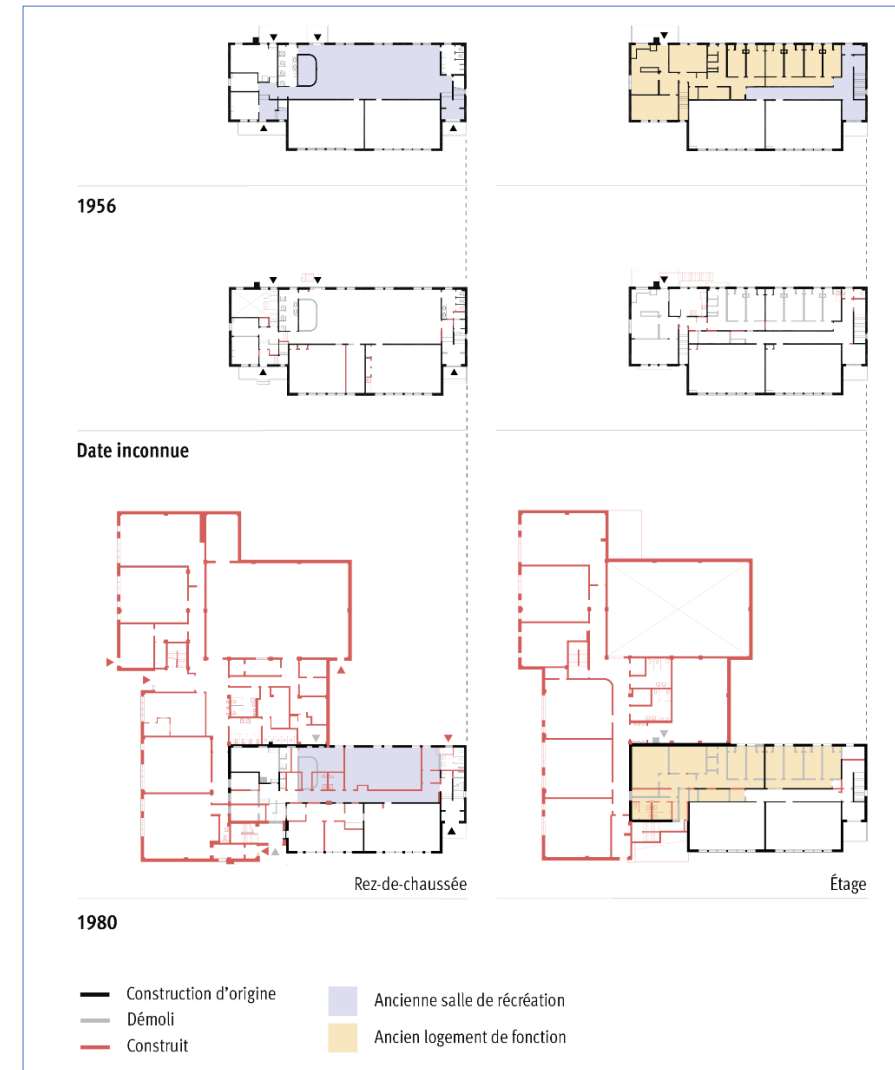 1956
Date inconnue
Rez-de-chaussée
Étage
1980
Construction d’origine
Démoli
Construit
Ancienne salle de récréation
Ancien logement de fonction